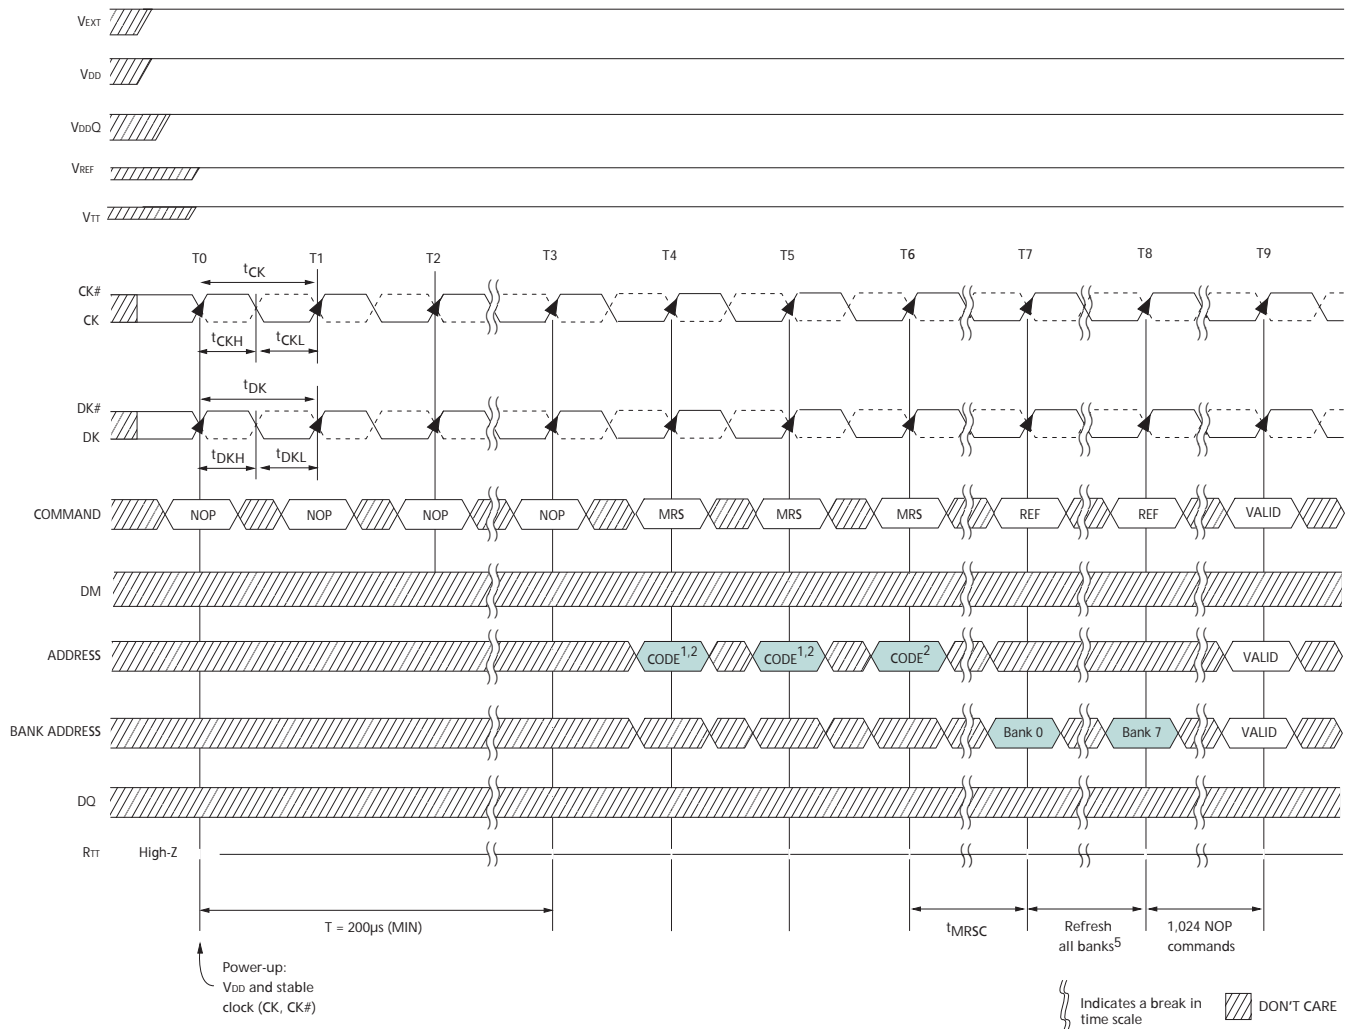 VEXT
VDD
VDDQ
VREF
VTT
T0 T1 T2 T3 T4 T5 T6 T7 T8 T9
tCK
CK#
CK
tCKH tCKL
tDK
DK#
DK
tDKH tDKL
COMMAND NOP NOP NOP NOP MRS MRS MRS REF REF VALID
DM
ADDRESS CODE1,2 CODE1,2 CODE2 VALID
BANK ADDRESS Bank 0 Bank 7 VALID
DQ
RTT High-Z
T = 200µs (MIN)
tMRSC
Refresh
all banks5
1,024 NOP
commands
Power-up:
VDD and stable
clock (CK, CK#)
Indicates a break in
time scale
DON'T CARE